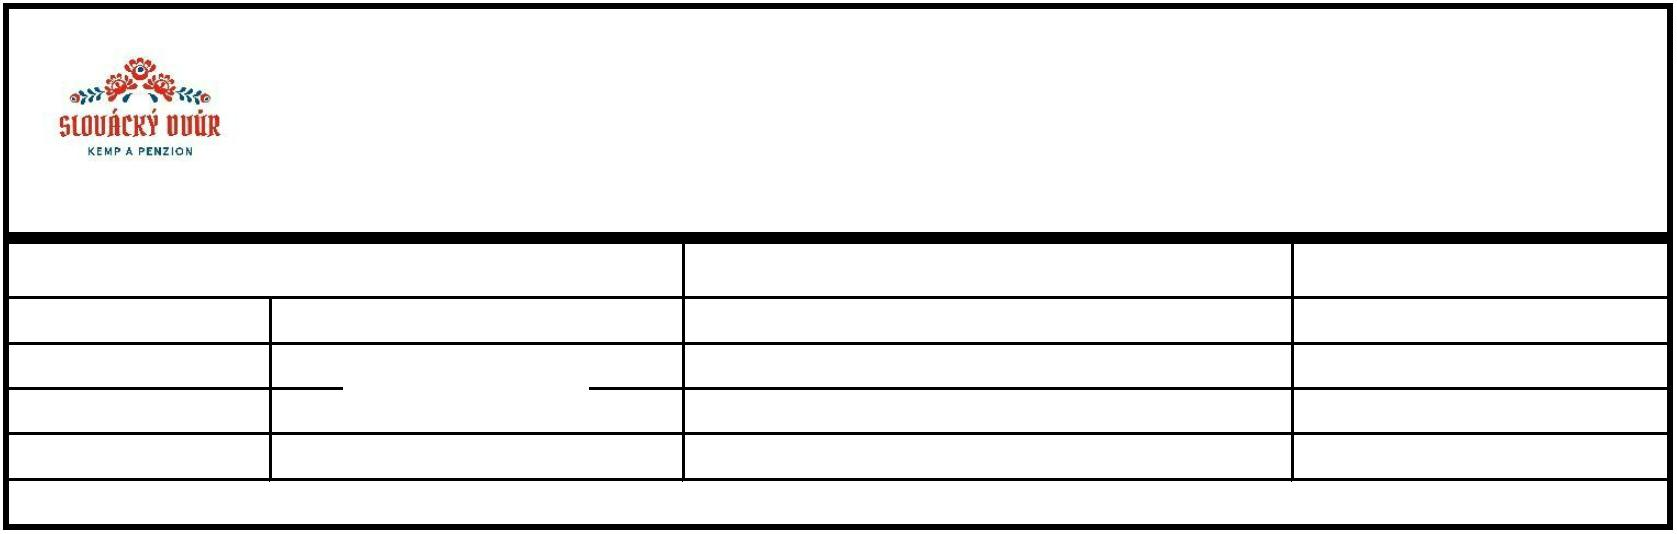 SLOVÁCKÝ DVŮR
KEMP A PENZION